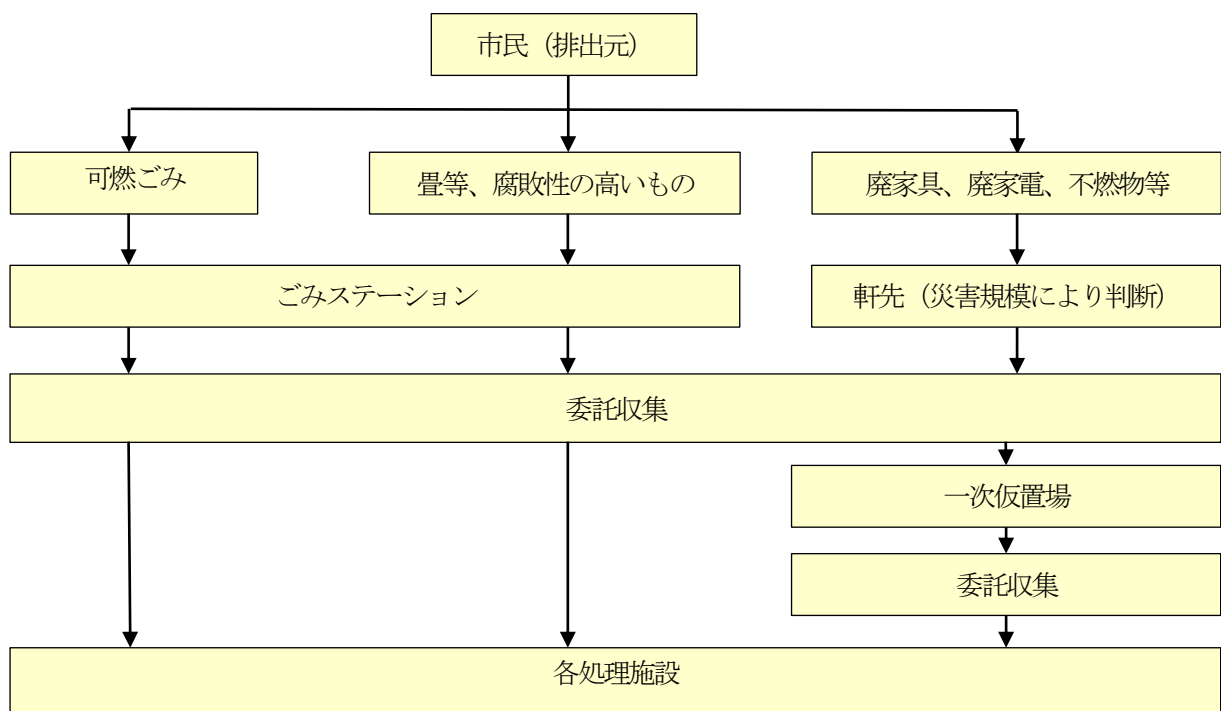 市民（排出元）
可燃ごみ
畳等、腐敗性の高いもの
廃家具、廃家電、不燃物等
ごみステーション
軒先（災害規模により判断）
委託収集
一次仮置場
委託収集
各処理施設